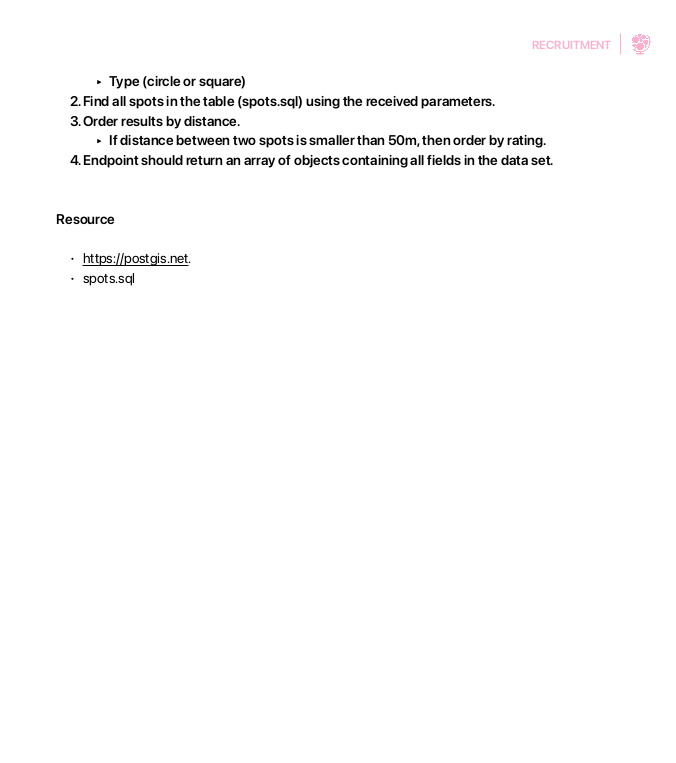 RECRUITMENT
‣ Type (circle or square)
2. Find all spots in the table (spots.sql) using the received parameters.
3. Order results by distance.
‣ If distance between two spots is smaller than 50m, then order by rating.
4. Endpoint should return an array of objects containing all fields in the data set.
Resource
· https://postgis.net.
· spots.sql